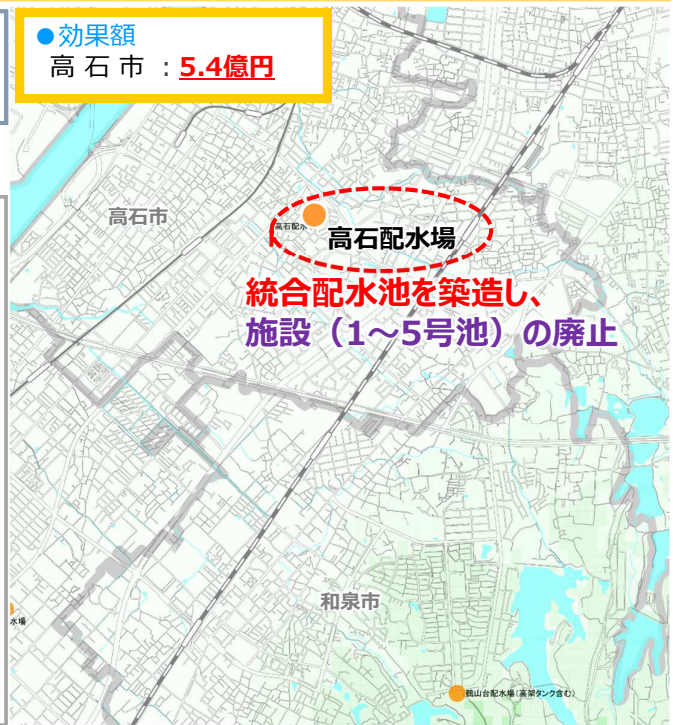 ●効果額
高 石 市 ：5.4億円
高石市
高石配水
高石配水場
統合配水池を築造し、
施設（1～5号池）の廃止
和泉市
水場
鶴山台配水場（高架タンク含む）